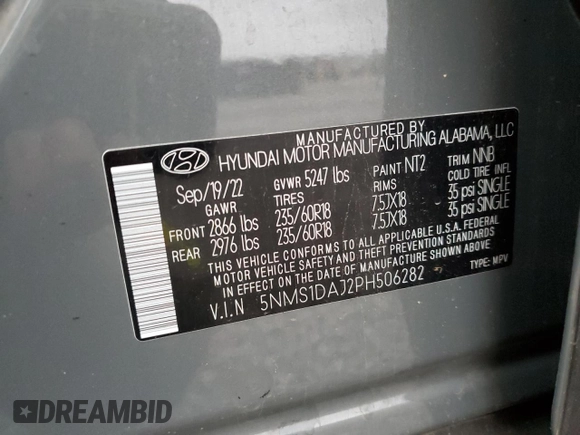 MANUFACTURED BY
HYUNDAI MOTOR MANUFACTURING ALABAMA, LLC
Sep/19/22 GVWR 5247 lbs PAINT NT2 TRIM NNB
GAWR RIMS COLD TIRE INFL
FRONT 2866 lbs 235/60R18 7.5JX18 35 psi SINGLE
REAR 2976 lbs 235/60R18 7.5JX18 35 psi SINGLE
THIS VEHICLE CONFORMS TO ALL APPLICABLE U.S.A. FEDERAL
MOTOR VEHICLE SAFETY AND THEFT PREVENTION STANDARDS
IN EFFECT ON THE DATE OF MANUFACTURE SHOWN ABOVE.
V.I.N 5NMS1DAJ2PH506282 TYPE: MPV
DREAMBID